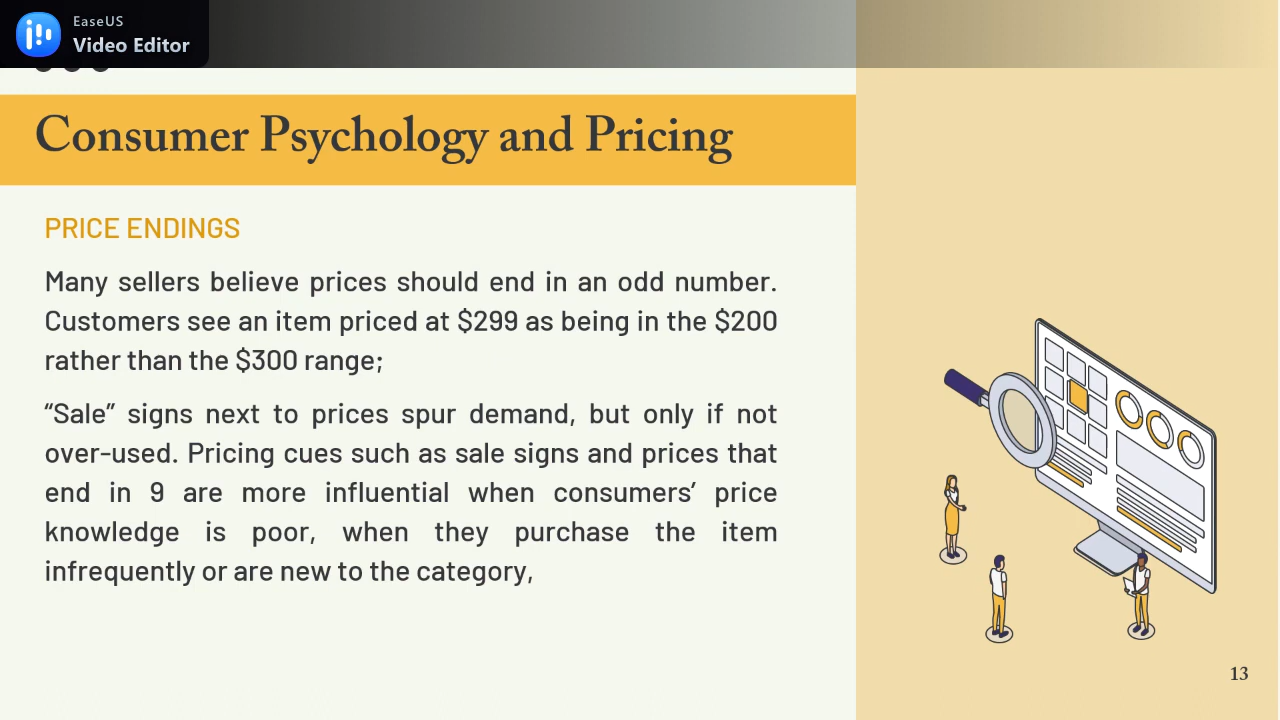 EaseUS
Video Editor
Consumer Psychology and Pricing
PRICE ENDINGS
Many sellers believe prices should end in an odd number.
Customers see an item priced at $299 as being in the $200
rather than the $300 range;
“Sale” signs next to prices spur demand, but only if not
over-used. Pricing cues such as sale signs and prices that
end in 9 are more influential when consumers’ price
knowledge is poor, when they purchase the item
infrequently or are new to the category,
13